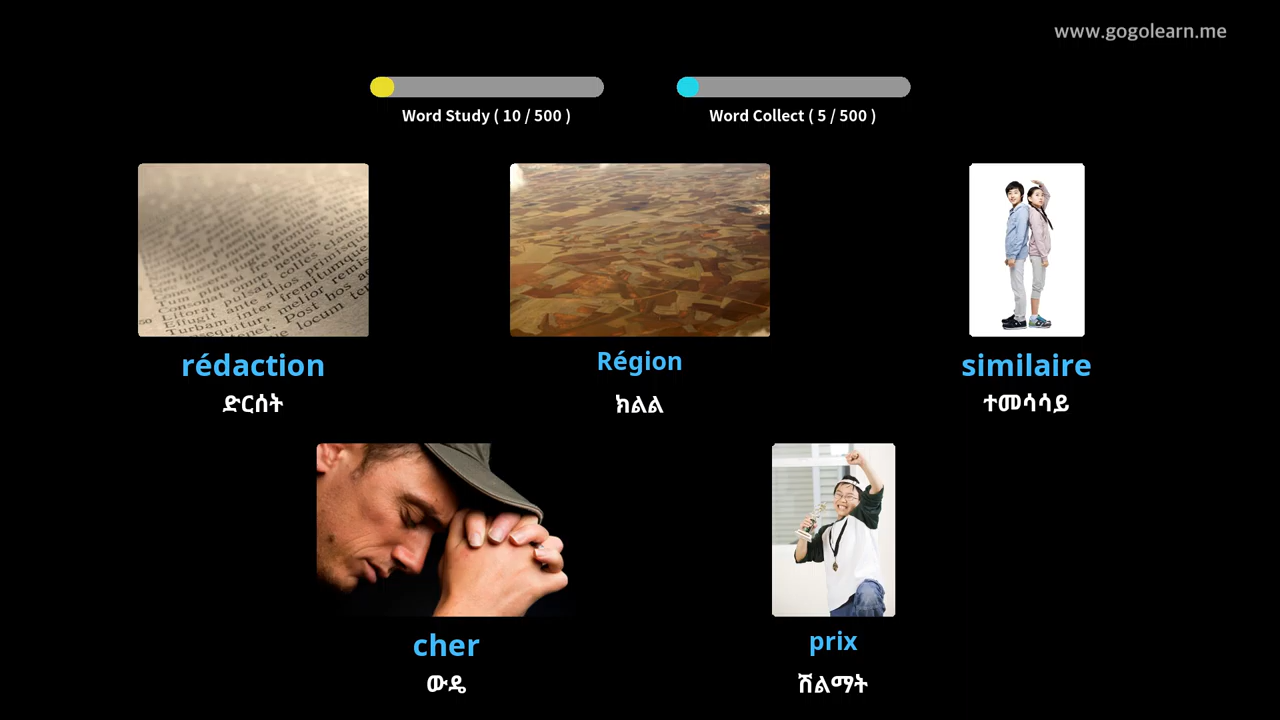 www.gogolearn.me
Word Study ( 10 / 500 )
Word Collect ( 5 / 500 )
rédaction
ድርሰት
Région
ክልል
similaire
ተመሳሳይ
cher
ውዴ
prix
ሽልማት